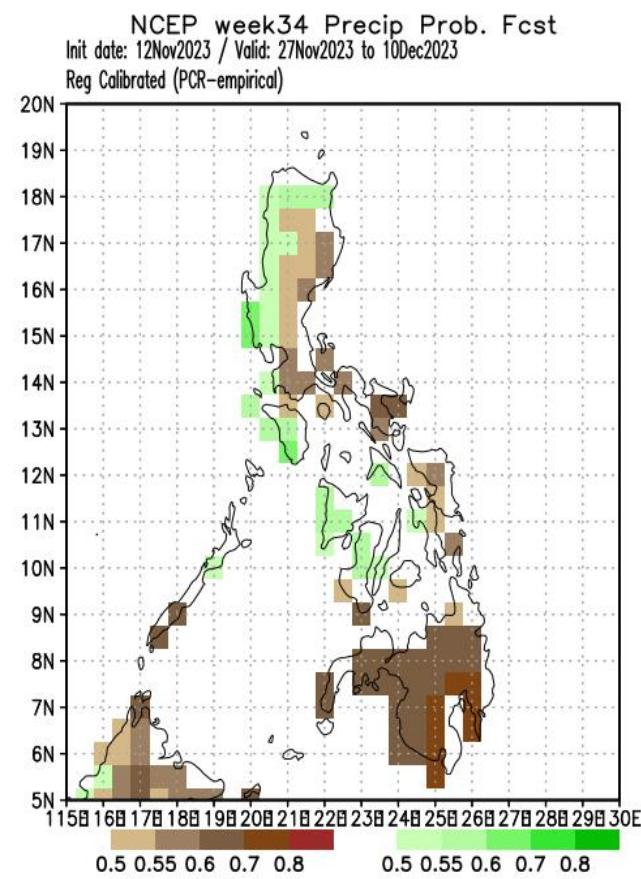 NCEP week34 Precip Prob. Fcst
Init date: 12Nov2023 / Valid: 27Nov2023 to 10Dec2023
Reg Calibrated (PCR-empirical)
20N
19N
18N
17N
16N
15N
14N
13N
12N
11N
10N
9N
8N
7N
6N
5N
115E 116E 117E 118E 119E 120E 121E 122E 123E 124E 125E 126E 127E 128E 129E 130E
0.5 0.55 0.6 0.7 0.8 0.5 0.55 0.6 0.7 0.8